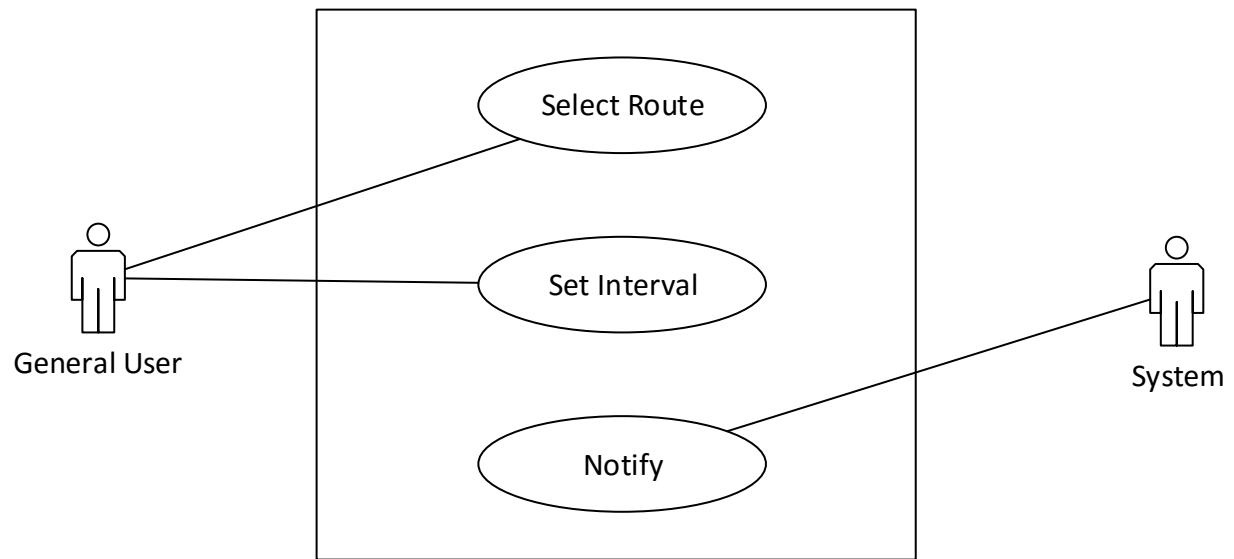 Select Route
Set Interval
General User
System
Notify